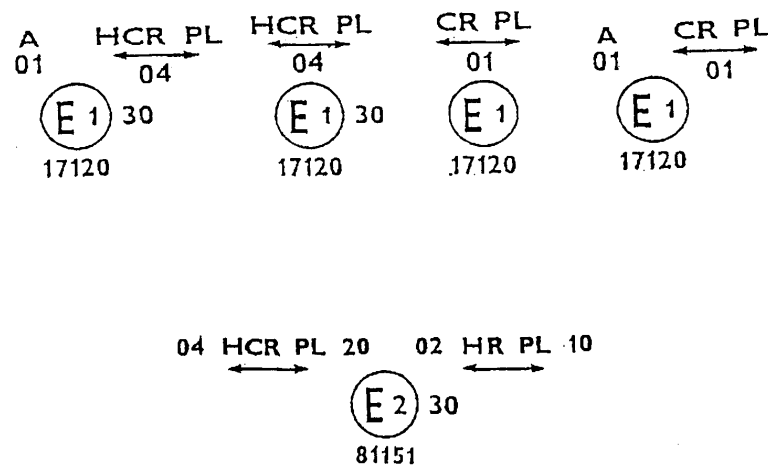 A HCR PL HCR PL CR PL A CR PL
01 04 04 01 01 01
E 1 30 E 1 30 E 1 E 1
17120 17120 17120 17120
04 HCR PL 20 02 HR PL 10
E 2 30
81151